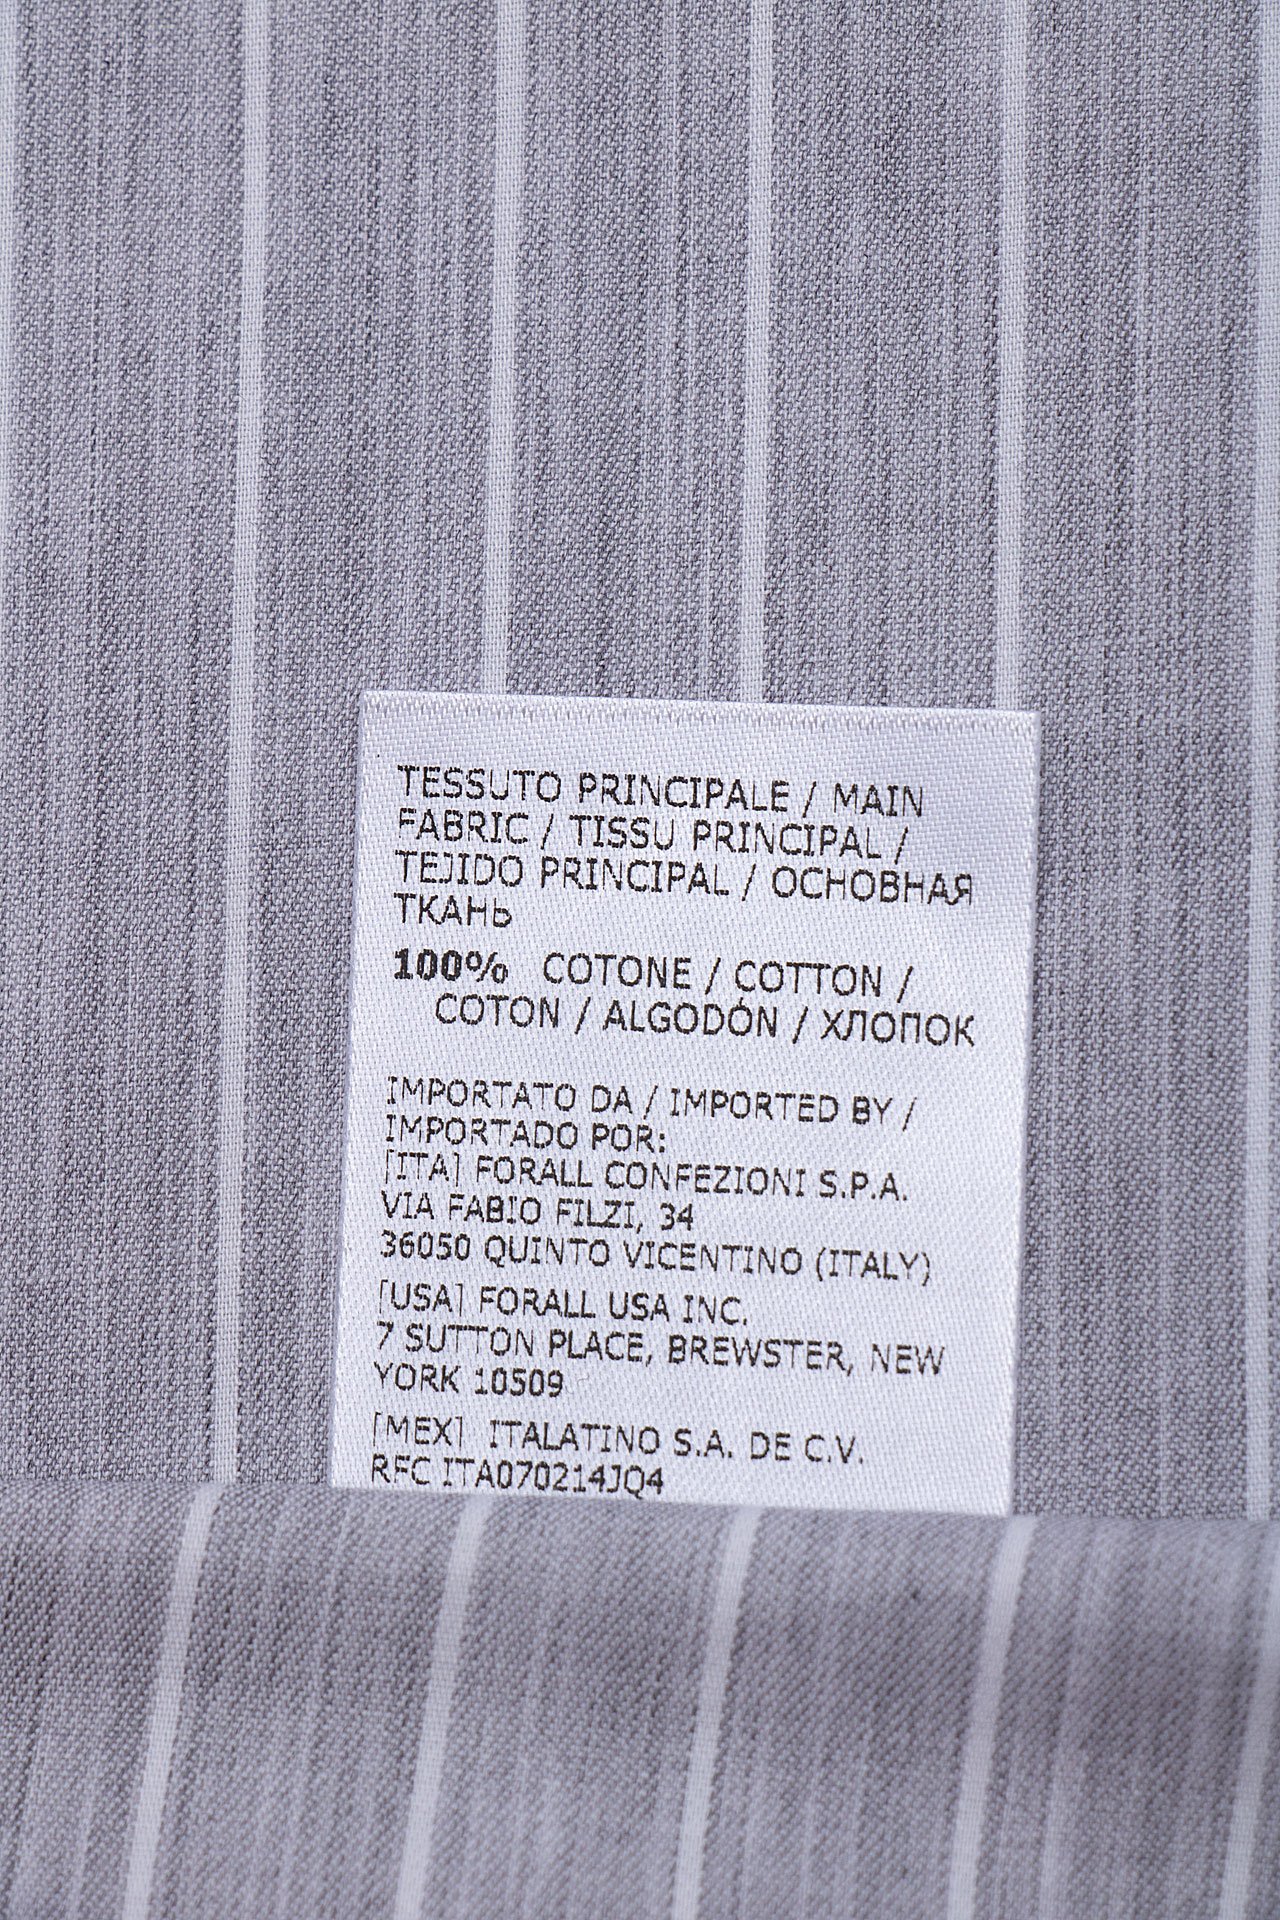 TESSUTO PRINCIPALE / MAIN
FABRIC / TISSU PRINCIPAL /
TEJIDO PRINCIPAL / ОСНОВНАЯ
ТКАНЬ
100% COTONE / COTTON /
COTON / ALGODÓN / ХЛОПОК
IMPORTATO DA / IMPORTED BY /
IMPORTADO POR:
[ITA] FORALL CONFEZIONI S.P.A.
VIA FABIO FILZI, 34
36050 QUINTO VICENTINO (ITALY)
[USA] FORALL USA INC.
7 SUTTON PLACE, BREWSTER, NEW
YORK 10509
[MEX] ITALATINO S.A. DE C.V.
RFC ITA070214JQ4